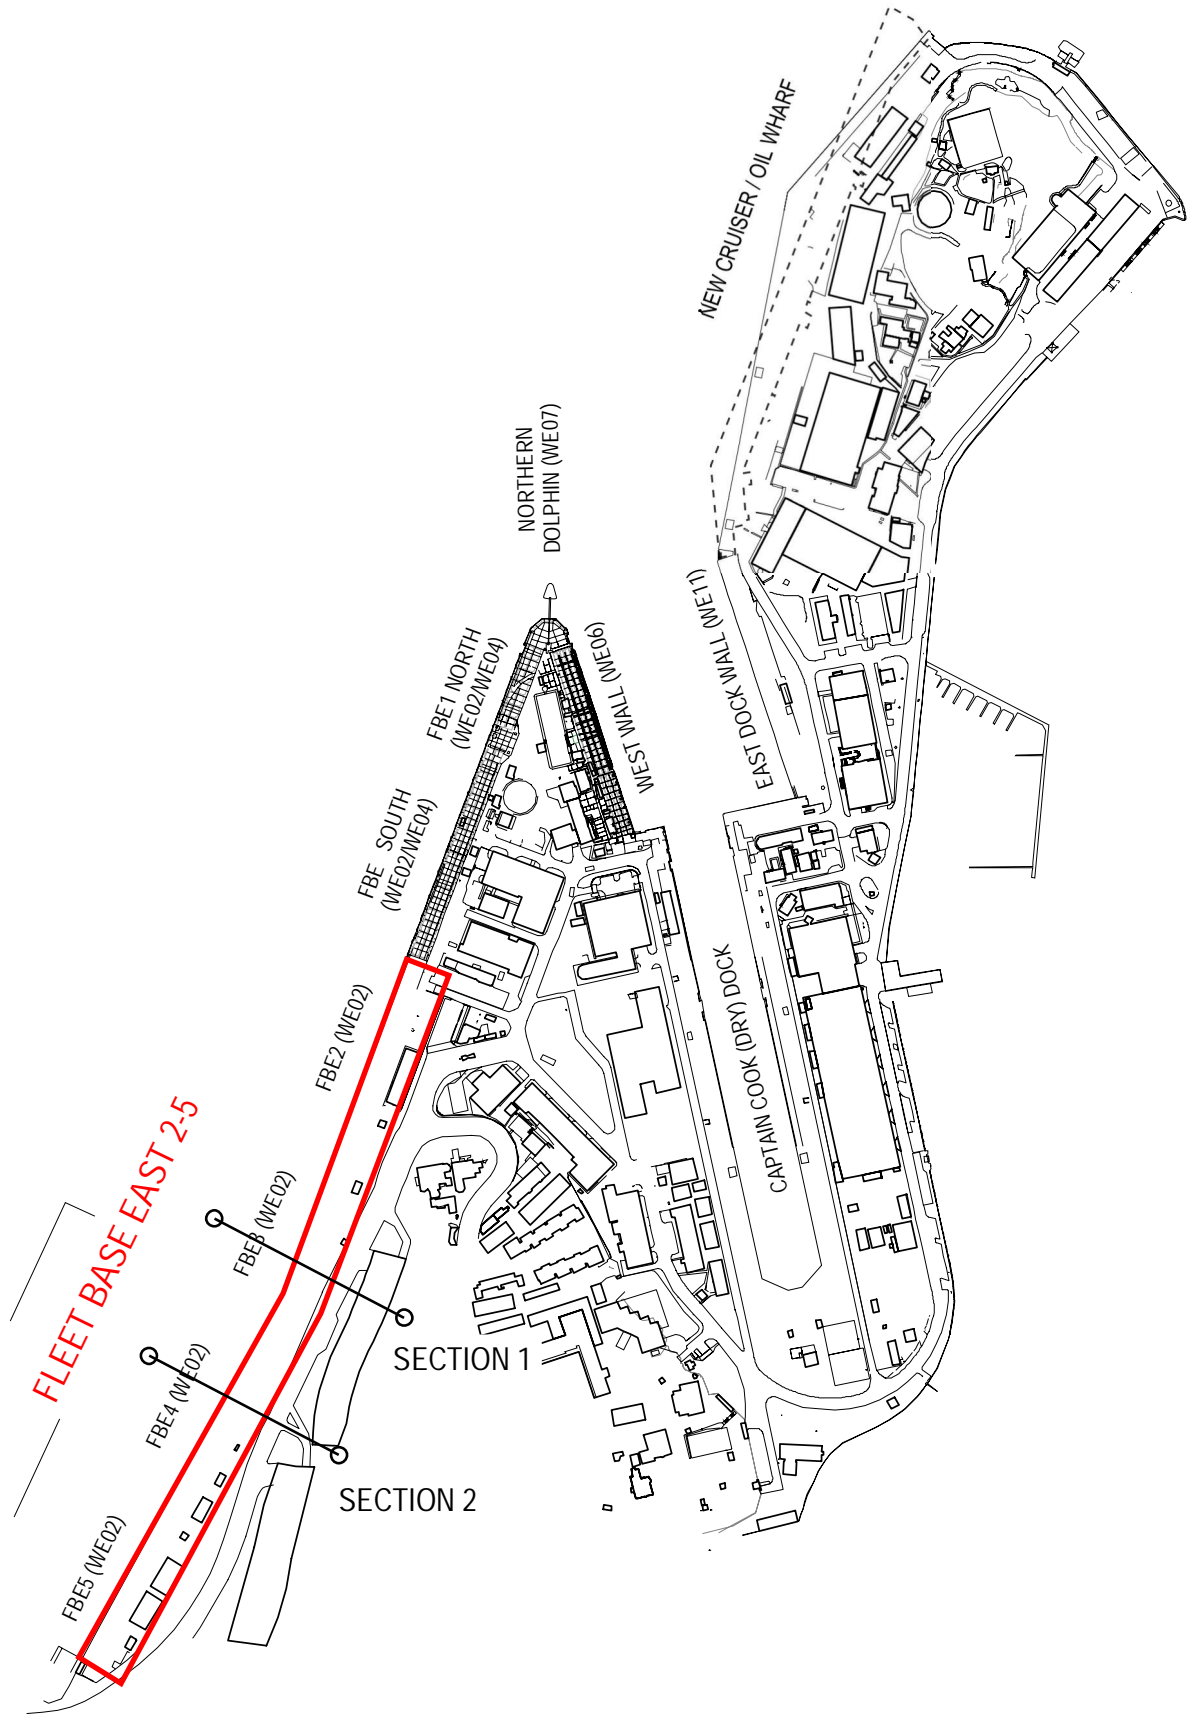 NEW CRUISER / OIL WHARF
NORTHERN
DOLPHIN (WE07)
FBE1 NORTH
(WE02/WE04)
WEST WALL (WE06)
EAST DOCK WALL (WE11)
FBE SOUTH
(WE02/WE04)
CAPTAIN COOK (DRY) DOCK
FBE2 (WE02)
FLEET BASE EAST 2-5
FBE3 (WE02)
SECTION 1
FBE4 (WE02)
SECTION 2
FBE5 (WE02)